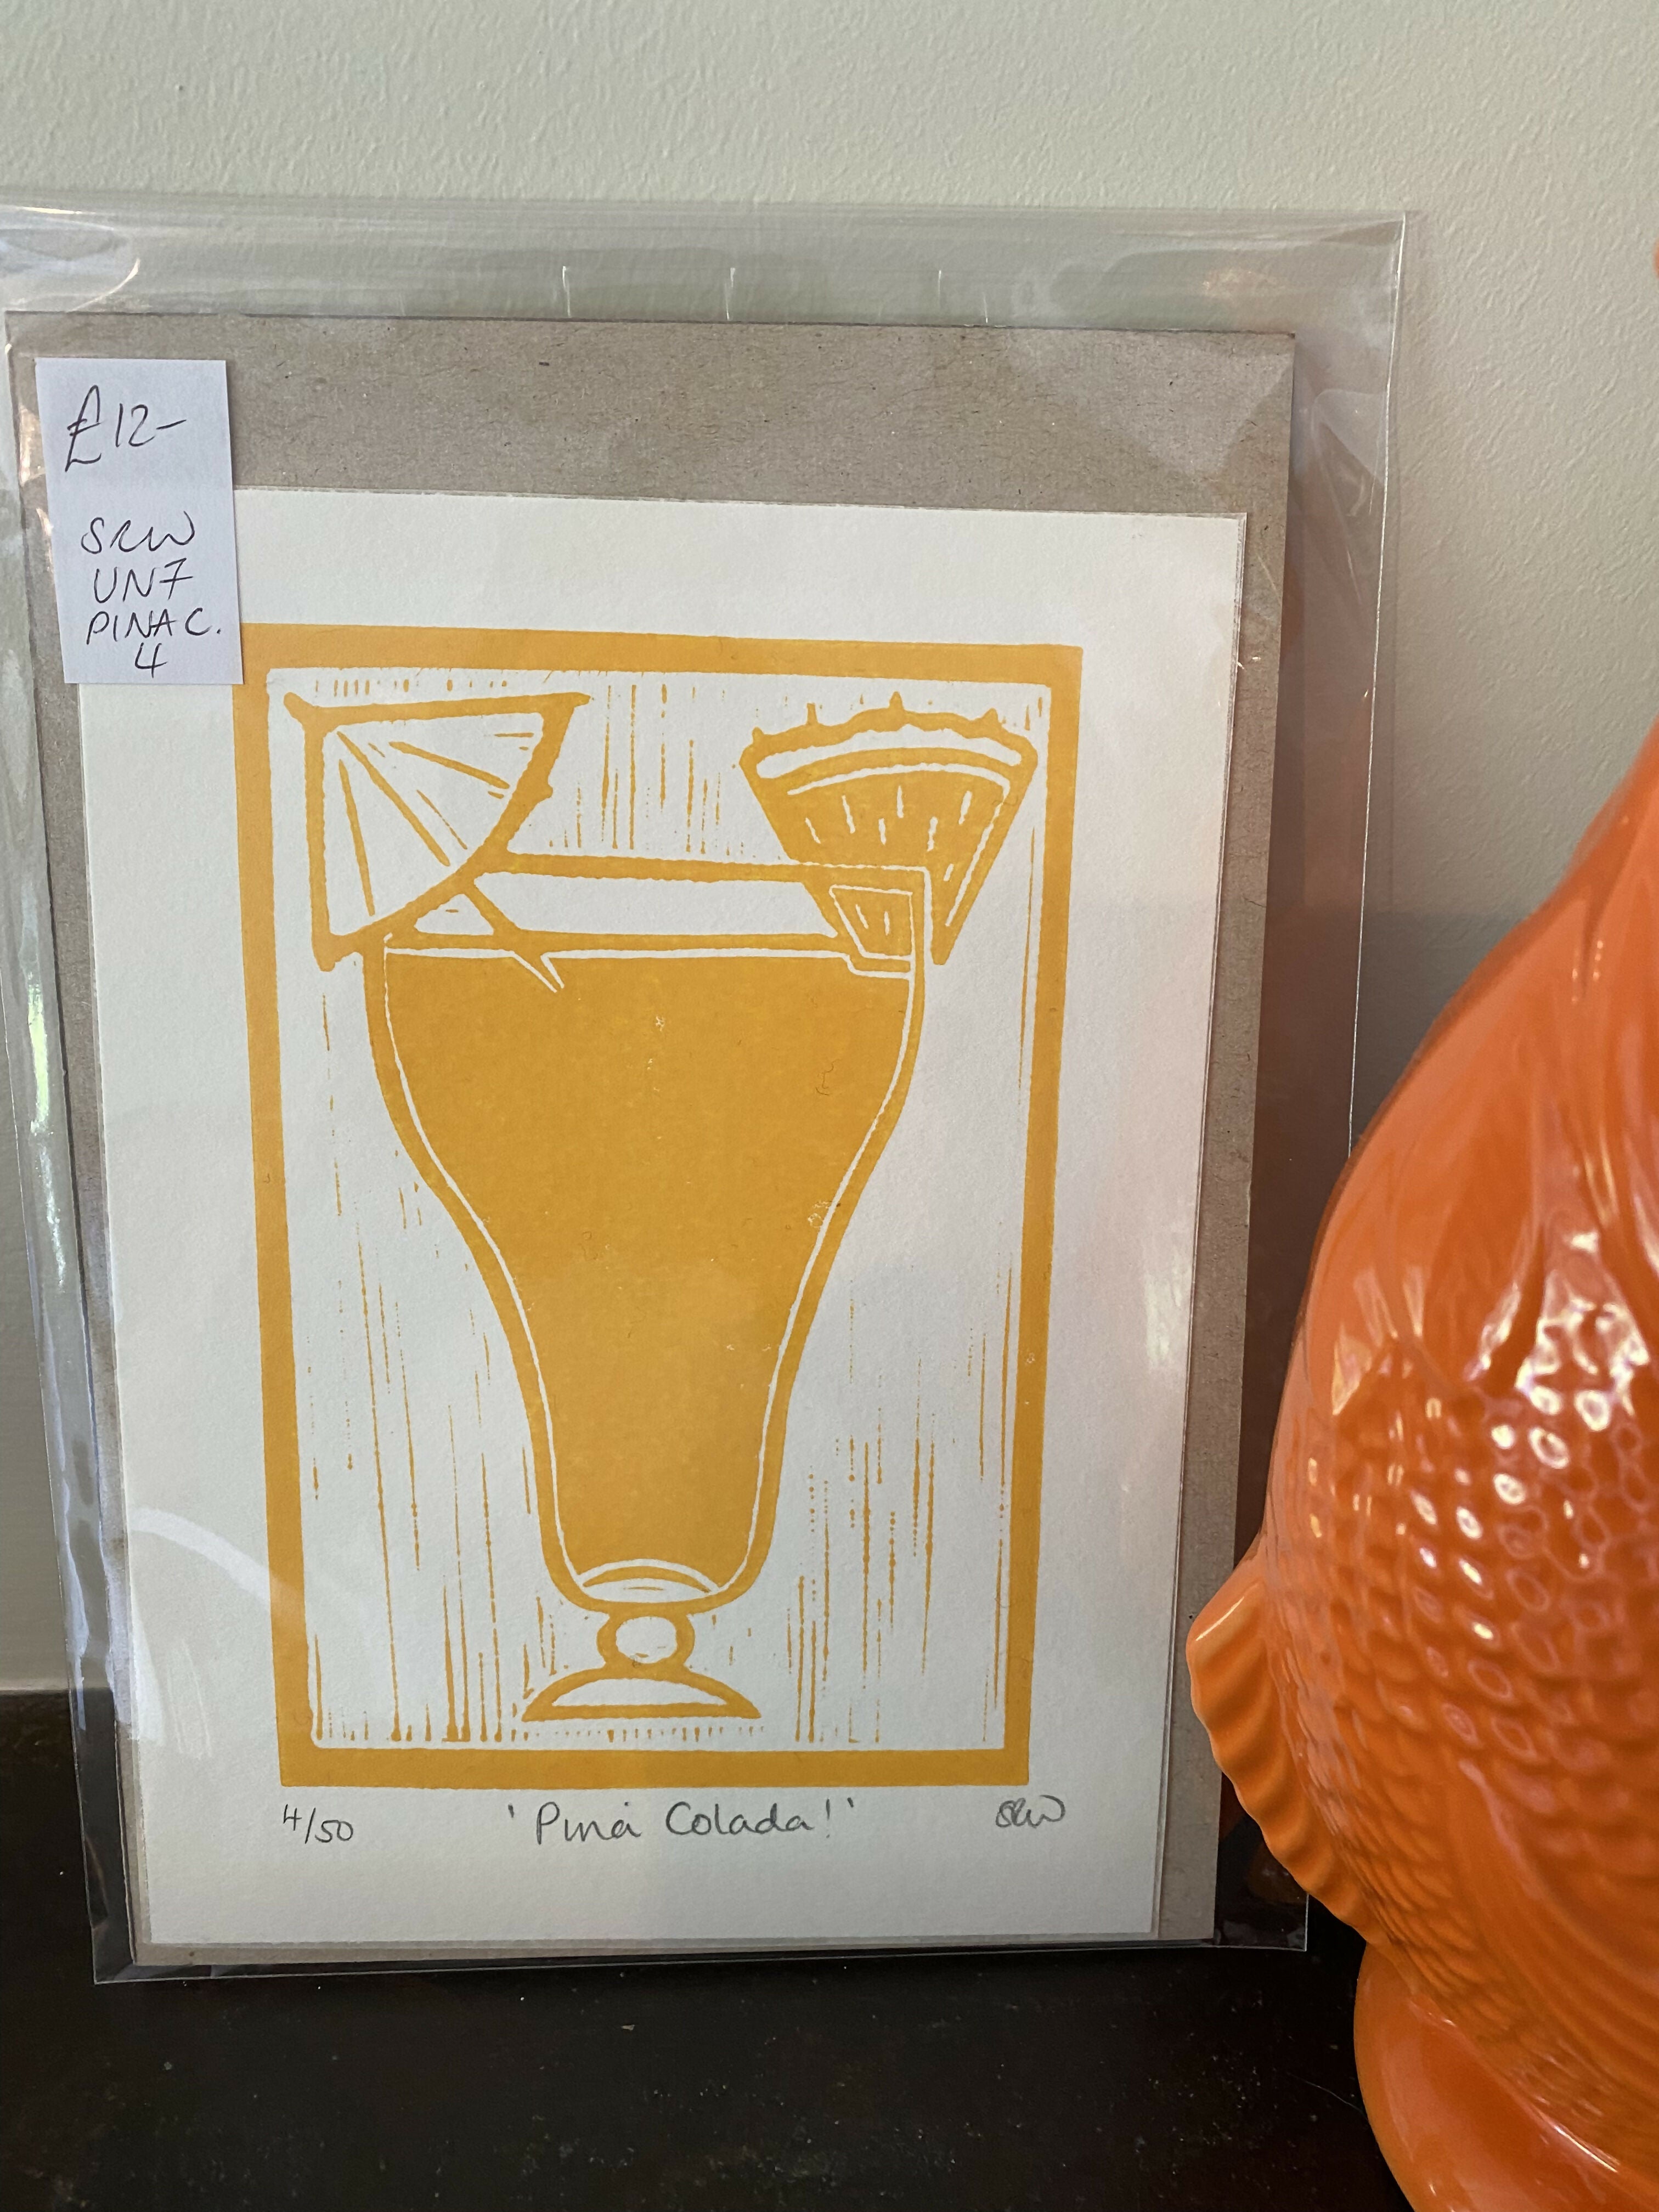 £12-
SRW
UN7
PINA C.
4
4/50 'Pina Colada!' SRW